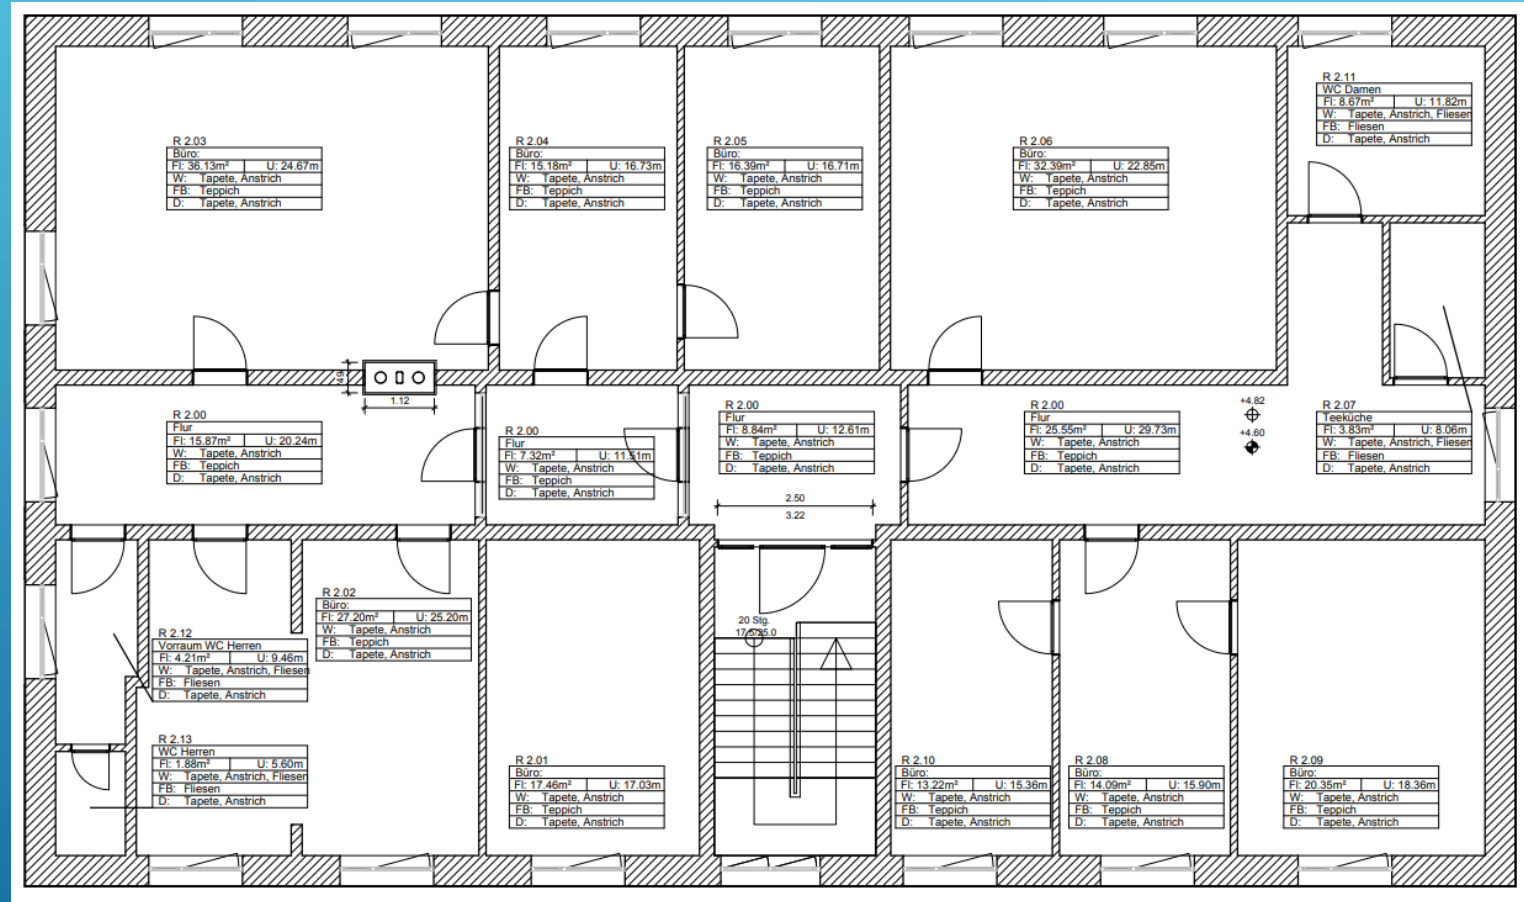 R 2.11
WC Damen
Fl: 8.67m² U: 11.82m
W: Tapete, Anstrich, Fliesen
FB: Fliesen
D: Tapete, Anstrich
R 2.03
Büro:
Fl: 36.13m² U: 24.67m
W: Tapete, Anstrich
FB: Teppich
D: Tapete, Anstrich
R 2.04
Büro:
Fl: 15.18m² U: 16.73m
W: Tapete, Anstrich
FB: Teppich
D: Tapete, Anstrich
R 2.05
Büro:
Fl: 16.39m² U: 16.71m
W: Tapete, Anstrich
FB: Teppich
D: Tapete, Anstrich
R 2.06
Büro:
Fl: 32.39m² U: 22.85m
W: Tapete, Anstrich
FB: Teppich
D: Tapete, Anstrich
49
1.12
R 2.00
Flur
Fl: 15.87m² U: 20.24m
W: Tapete, Anstrich
FB: Teppich
D: Tapete, Anstrich
R 2.00
Flur
Fl: 7.32m² U: 11.51m
W: Tapete, Anstrich
FB: Teppich
D: Tapete, Anstrich
R 2.00
Flur
Fl: 8.84m² U: 12.61m
W: Tapete, Anstrich
FB: Teppich
D: Tapete, Anstrich
2.50
3.22
R 2.00
Flur
Fl: 25.55m² U: 29.73m
W: Tapete, Anstrich
FB: Teppich
D: Tapete, Anstrich
+4.82
+4.60
R 2.07
Teeküche
Fl: 3.83m² U: 8.06m
W: Tapete, Anstrich, Fliesen
FB: Fliesen
D: Tapete, Anstrich
R 2.02
Büro:
Fl: 27.20m² U: 25.20m
W: Tapete, Anstrich
FB: Teppich
D: Tapete, Anstrich
R 2.12
Vorraum WC Herren
Fl: 4.21m² U: 9.46m
W: Tapete, Anstrich, Fliesen
FB: Fliesen
D: Tapete, Anstrich
20 Stg.
17.5/25.0
R 2.13
WC Herren
Fl: 1.88m² U: 5.60m
W: Tapete, Anstrich, Fliesen
FB: Fliesen
D: Tapete, Anstrich
R 2.01
Büro:
Fl: 17.46m² U: 17.03m
W: Tapete, Anstrich
FB: Teppich
D: Tapete, Anstrich
R 2.10
Büro:
Fl: 13.22m² U: 15.36m
W: Tapete, Anstrich
FB: Teppich
D: Tapete, Anstrich
R 2.08
Büro:
Fl: 14.09m² U: 15.90m
W: Tapete, Anstrich
FB: Teppich
D: Tapete, Anstrich
R 2.09
Büro:
Fl: 20.35m² U: 18.36m
W: Tapete, Anstrich
FB: Teppich
D: Tapete, Anstrich